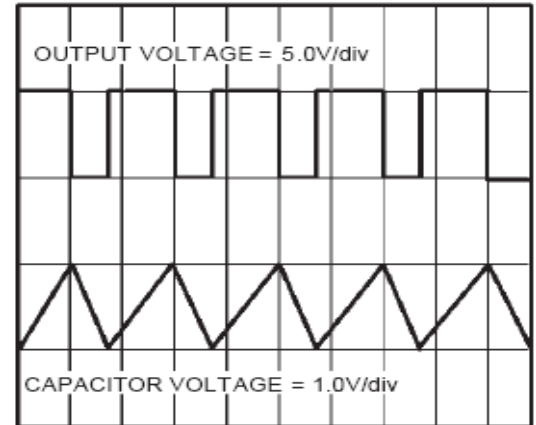 OUTPUT VOLTAGE = 5.0V/div
CAPACITOR VOLTAGE = 1.0V/div